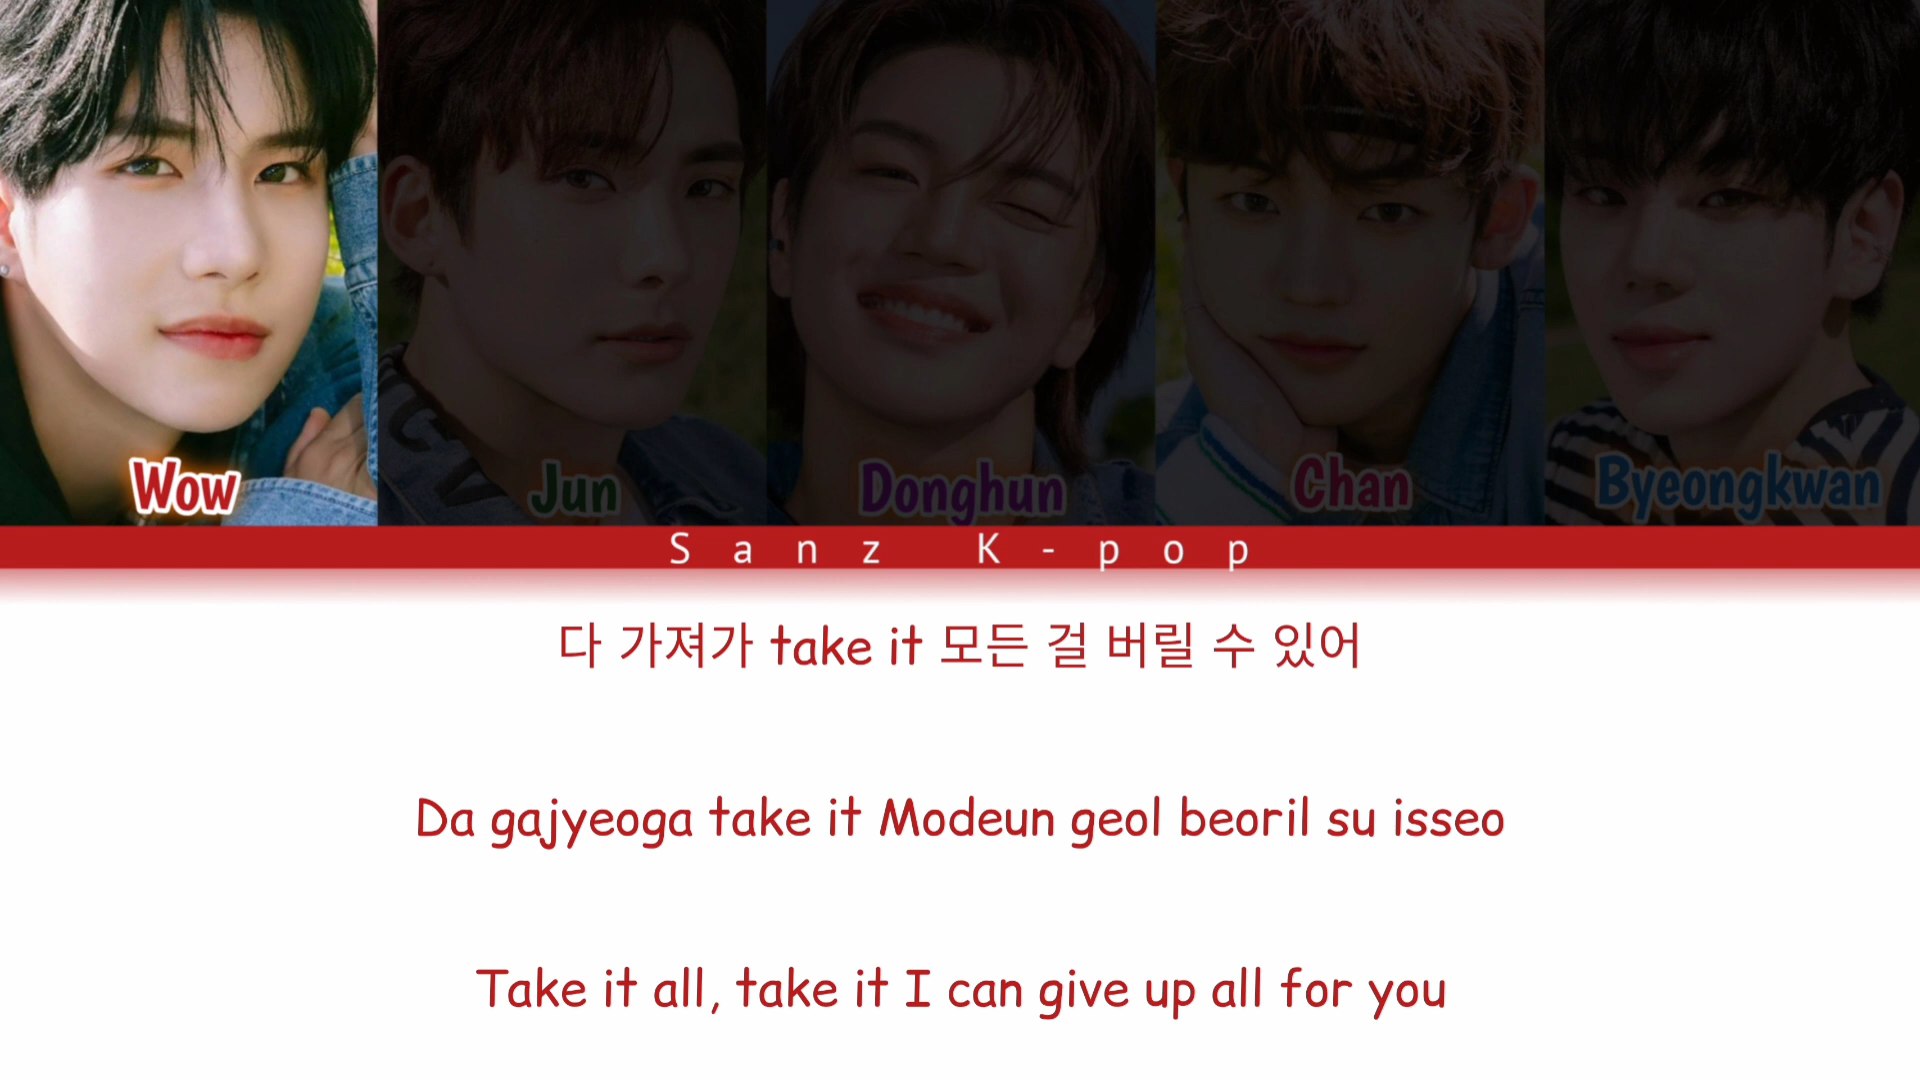 Wow
Jun
Donghun
Chan
Byeongkwan
Sanz K-pop
다 가져가 take it 모든 걸 버릴 수 있어
Da gajyeoga take it Modeun geol beoril su isseo
Take it all, take it I can give up all for you